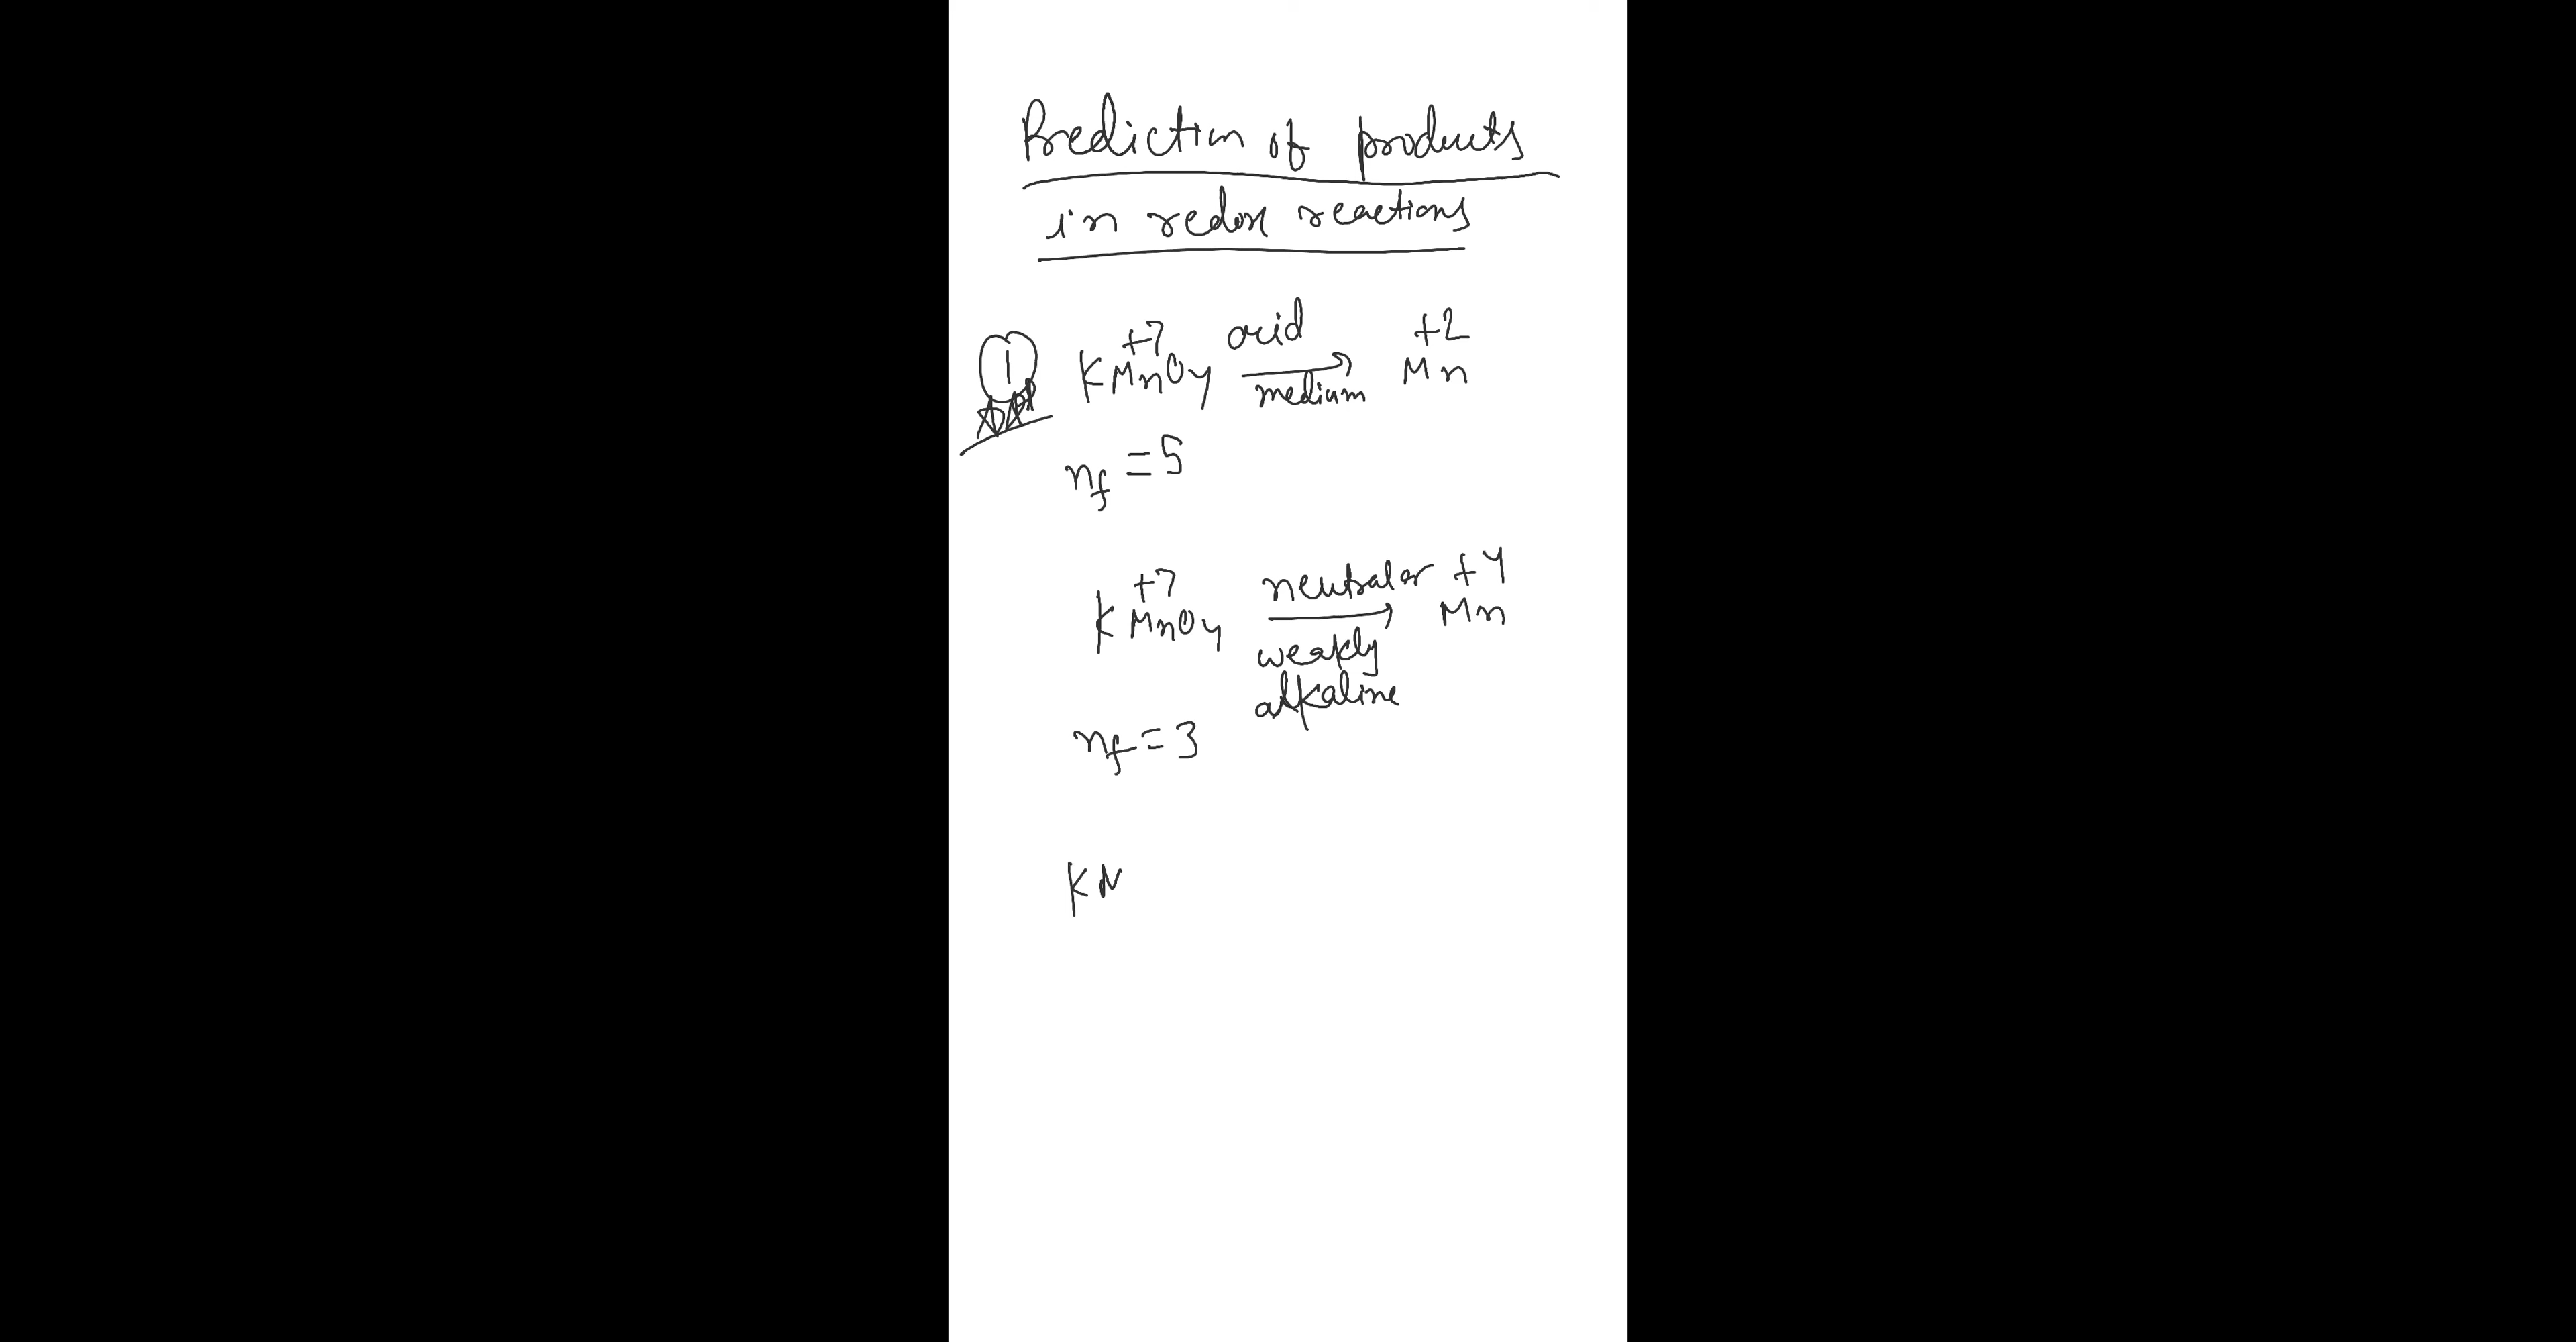 Prediction of products
in redox reactions
1 KMnO4 +7 acid medium → Mn +2
nf = 5
KMnO4 +7 neutral or weakly alkaline → Mn +4
nf = 3
KM